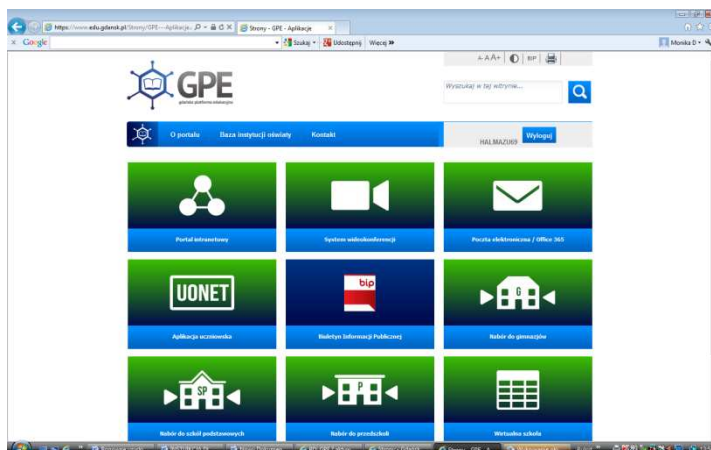 https://www.edu.gdansk.pl/Strony/GPE---Aplikacje.
Strony - GPE - Aplikacje
Google
Szukaj
Udostępnij
Więcej »
Monika D
A- A A+
BIP
GPE
gdańska platforma edukacyjna
Wyszukaj w tej witrynie...
O portalu
Baza instytucji oświaty
Kontakt
HALMAZU69
Wyloguj
Portal intranetowy
System wideokonferencji
Poczta elektroniczna / Office 365
UONET
bip
G
Aplikacja uczniowska
Biuletyn Informacji Publicznej
Nabór do gimnazjów
SP
P
Nabór do szkół podstawowych
Nabór do przedszkoli
Wirtualna szkoła